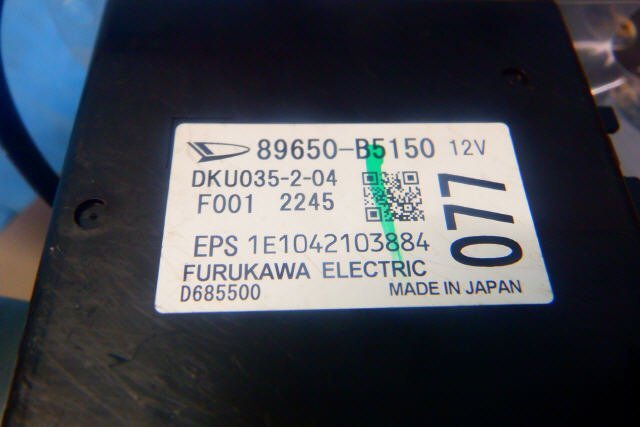 89650-B5150 12V
DKU035-2-04
F001 2245
EPS 1E1042103884
077
FURUKAWA ELECTRIC
D685500 MADE IN JAPAN